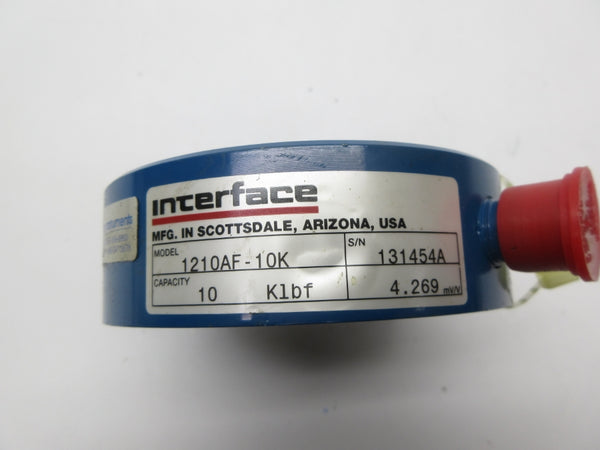 interface
MFG. IN SCOTTSDALE, ARIZONA, USA
MODEL 1210AF-10K S/N 131454A
CAPACITY 10 Klbf 4.269 mV/V